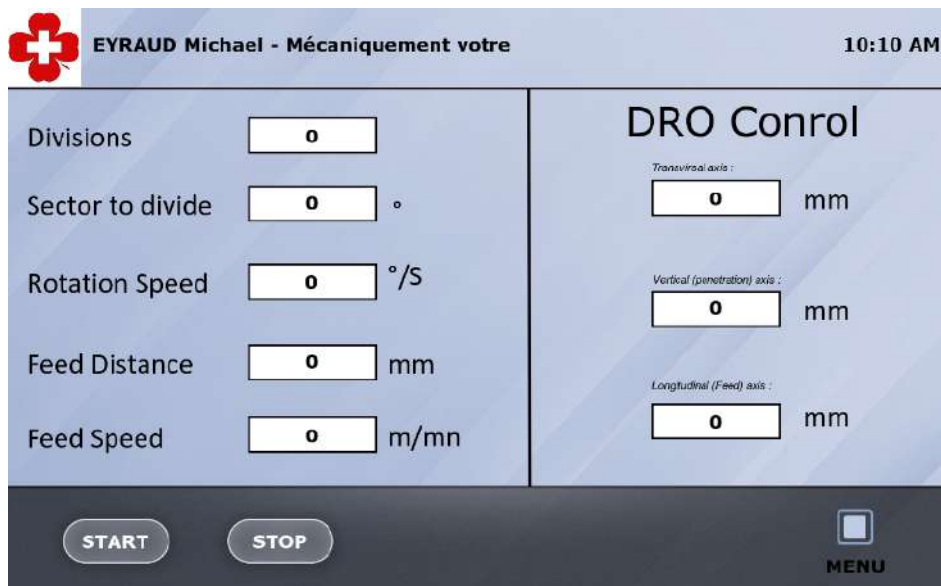 EYRAUD Michael - Mécaniquement votre
10:10 AM
Divisions 0
Sector to divide 0 °
Rotation Speed 0 °/S
Feed Distance 0 mm
Feed Speed 0 m/mn
DRO Conrol
Transvirsal axis :
0 mm
Vertical (penetration) axis :
0 mm
Longtudinal (Feed) axis :
0 mm
START
STOP
MENU